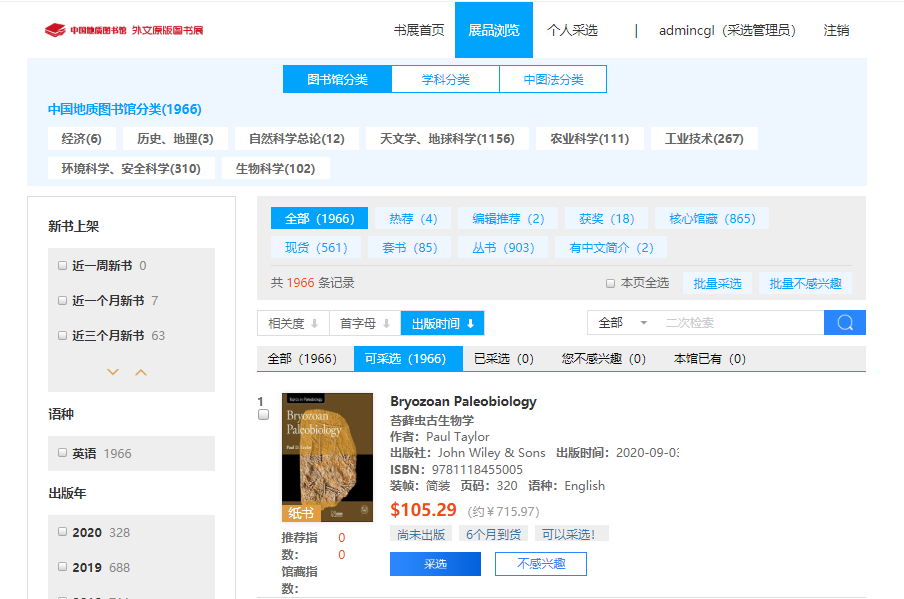 中国地质图书馆 外文原版图书展
书展首页 展品浏览 个人采选 | admincgl（采选管理员） 注销
图书馆分类 学科分类 中图法分类
中国地质图书馆分类(1966)
经济(6) 历史、地理(3) 自然科学总论(12) 天文学、地球科学(1156) 农业科学(111) 工业技术(267)
环境科学、安全科学(310) 生物科学(102)
新书上架
近一周新书 0
近一个月新书 7
近三个月新书 63
语种
英语 1966
出版年
2020 328
2019 688
全部（1966） 热荐（4） 编辑推荐（2） 获奖（18） 核心馆藏（865）
现货（561） 套书（85） 丛书（903） 有中文简介（2）
共 1966 条记录 本页全选 批量采选 批量不感兴趣
相关度 首字母 出版时间 全部 二次检索
全部（1966） 可采选（1966） 已采选（0） 您不感兴趣（0） 本馆已有（0）
1
Bryozoan
Paleobiology
纸书
推荐指数： 0
馆藏指数： 0
Bryozoan Paleobiology
苔藓虫古生物学
作者：Paul Taylor
出版社：John Wiley & Sons 出版时间：2020-09-03
ISBN：9781118455005
装帧：简装 页码：320 语种：English
$105.29（约￥715.97）
尚未出版 6个月到货 可以采选！
采选 不感兴趣